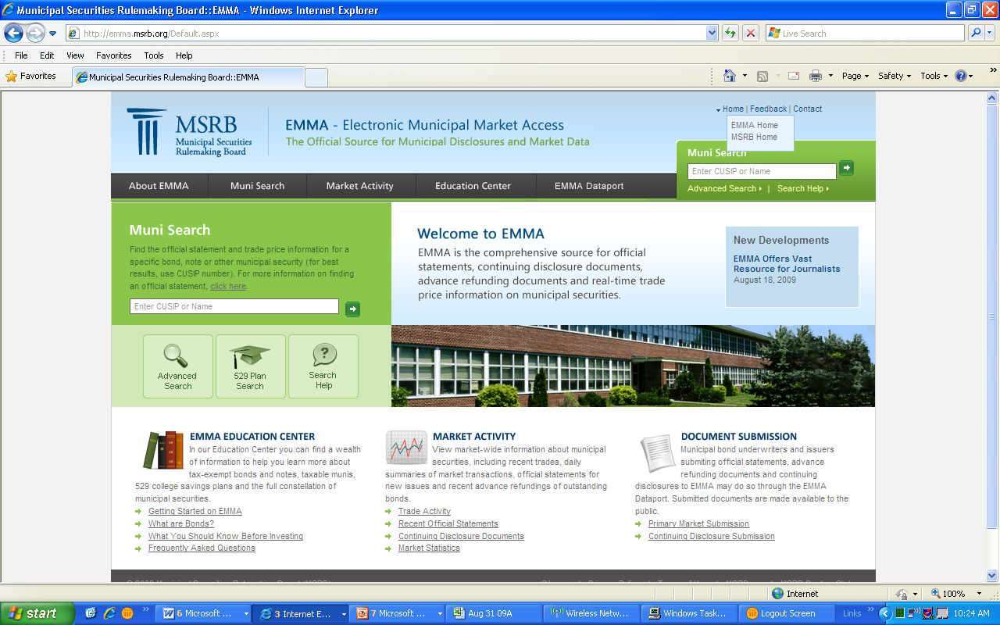 Municipal Securities Rulemaking Board::EMMA - Windows Internet Explorer
http://emma.msrb.org/Default.aspx
Live Search
File Edit View Favorites Tools Help
Favorites
Municipal Securities Rulemaking Board::EMMA
Page Safety Tools
MSRB
Municipal Securities
Rulemaking Board
EMMA - Electronic Municipal Market Access
The Official Source for Municipal Disclosures and Market Data
Home | Feedback | Contact
EMMA Home
MSRB Home
Muni Search
Enter CUSIP or Name
Advanced Search | Search Help
About EMMA Muni Search Market Activity Education Center EMMA Dataport
Muni Search
Find the official statement and trade price information for a
specific bond, note or other municipal security (for best
results, use CUSIP number). For more information on finding
an official statement, click here.
Enter CUSIP or Name
Advanced
Search
529 Plan
Search
Search
Help
Welcome to EMMA
EMMA is the comprehensive source for official
statements, continuing disclosure documents,
advance refunding documents and real-time trade
price information on municipal securities.
New Developments
EMMA Offers Vast
Resource for Journalists
August 18, 2009
EMMA EDUCATION CENTER
In our Education Center you can find a wealth
of information to help you learn more about
tax-exempt bonds and notes, taxable munis,
529 college savings plans and the full constellation of
municipal securities.
Getting Started on EMMA
What are Bonds?
What You Should Know Before Investing
Frequently Asked Questions
MARKET ACTIVITY
View market-wide information about municipal
securities, including recent trades, daily
summaries of market transactions, official statements for
new issues and recent advance refundings of outstanding
bonds.
Trade Activity
Recent Official Statements
Continuing Disclosure Documents
Market Statistics
DOCUMENT SUBMISSION
Municipal bond underwriters and issuers
submiting official statements, advance
refunding documents and continuing
disclosures to EMMA may do so through the EMMA
Dataport. Submitted documents are made available to the
public.
Primary Market Submission
Continuing Disclosure Submission
Internet 100%
start 6 Microsoft ... 3 Internet E... 7 Microsoft ... Aug 31 09A Wireless Netw... Windows Task... Logout Screen Links 10:24 AM